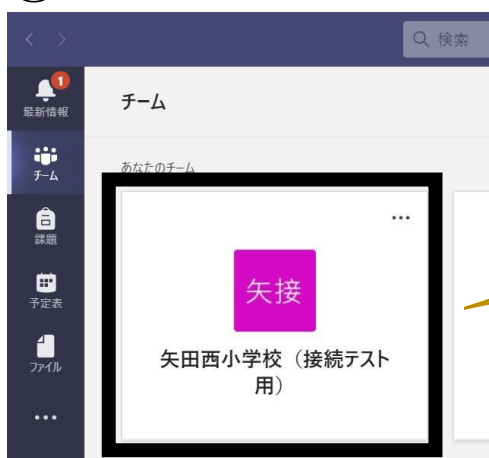 検索
1
最新情報
チーム
チーム
あなたのチーム
課題
予定表
ファイル
矢接
矢田西小学校（接続テスト
用）